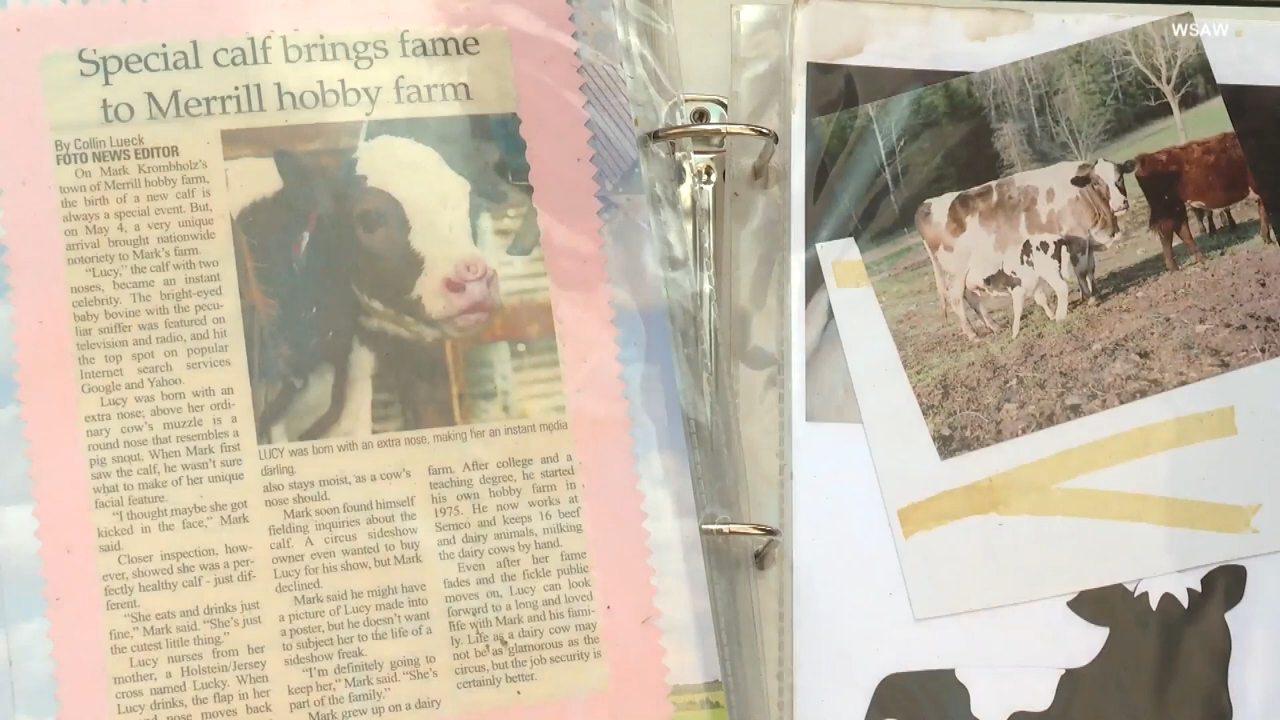 WSAW
Special calf brings fame
to Merrill hobby farm
By Collin Lueck
FOTO NEWS EDITOR
On Mark Krombholz's
town of Merrill hobby farm,
the birth of a new calf is
always a special event. But,
on May 4, a very unique
arrival brought nationwide
notoriety to Mark's farm.
"Lucy," the calf with two
noses, became an instant
celebrity. The bright-eyed
baby bovine with the pecu-
liar sniffer was featured on
television and radio, and hit
the top spot on popular
Internet search services
Google and Yahoo.
Lucy was born with an
extra nose; above her ordi-
nary cow's muzzle is a
round nose that resembles a
pig snout. When Mark first
saw the calf, he wasn't sure
what to make of her unique
facial feature.
"I thought maybe she got
kicked in the face," Mark
said.
Closer inspection, how-
ever, showed she was a per-
fectly healthy calf - just dif-
ferent.
"She eats and drinks just
fine," Mark said. "She's just
the cutest little thing."
Lucy nurses from her
mother, a Holstein/Jersey
cross named Lucky. When
Lucy drinks, the flap in her
nose moves back
LUCY was born with an extra nose, making her an instant media
darling.
also stays moist, as a cow's
nose should.
Mark soon found himself
fielding inquiries about the
calf. A circus sideshow
owner even wanted to buy
Lucy for his show, but Mark
declined.
Mark said he might have
a picture of Lucy made into
a poster, but he doesn't want
to subject her to the life of a
sideshow freak.
"I'm definitely going to
keep her," Mark said. "She's
part of the family."
Mark grew up on a dairy
farm. After college and a
teaching degree, he started
his own hobby farm in
1975. He now works at
Semco and keeps 16 beef
and dairy animals, milking
the dairy cows by hand.
Even after her fame
fades and the fickle public
moves on, Lucy can look
forward to a long and loved
life with Mark and his fami-
ly. Life as a dairy cow may
not be as glamorous as the
circus, but the job security is
certainly better.